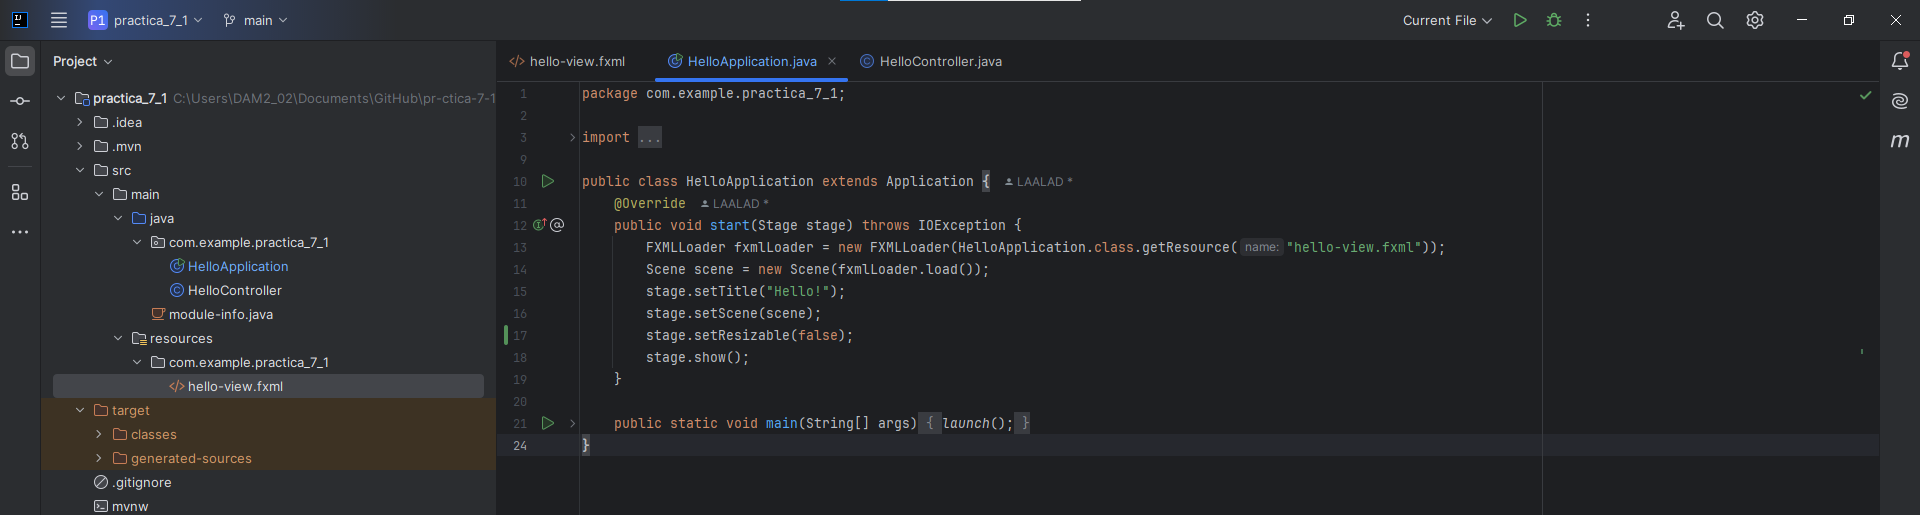 P1 practica_7_1 main Current File
Project
hello-view.fxml HelloApplication.java HelloController.java
practica_7_1 C:\Users\DAM2_02\Documents\GitHub\pr-ctica-7-1
.idea
.mvn
src
main
java
com.example.practica_7_1
HelloApplication
HelloController
module-info.java
resources
com.example.practica_7_1
hello-view.fxml
target
classes
generated-sources
.gitignore
mvnw
1 package com.example.practica_7_1;
2
3 import ...
9
10 public class HelloApplication extends Application { LAALAD *
11 @Override LAALAD *
12 public void start(Stage stage) throws IOException {
13 FXMLLoader fxmlLoader = new FXMLLoader(HelloApplication.class.getResource( name: "hello-view.fxml"));
14 Scene scene = new Scene(fxmlLoader.load());
15 stage.setTitle("Hello!");
16 stage.setScene(scene);
17 stage.setResizable(false);
18 stage.show();
19 }
20
21 public static void main(String[] args) { launch(); }
24 }
m